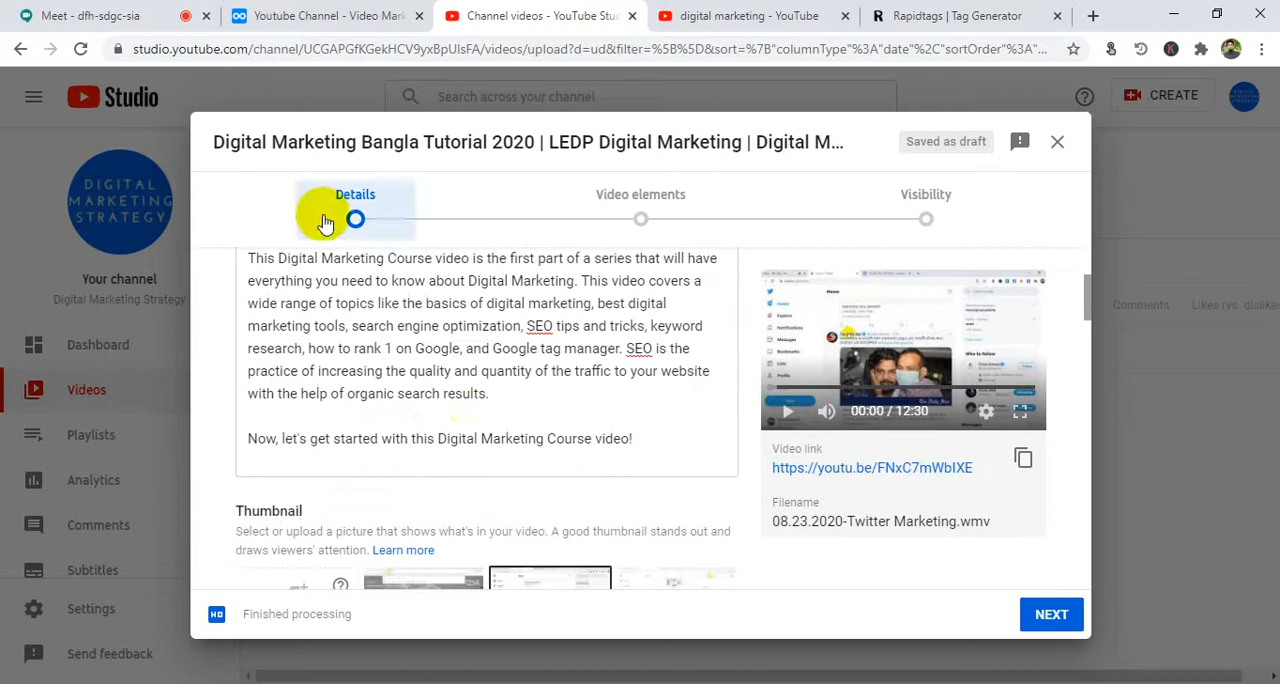 Meet - dfh-sdgc-sia
Youtube Channel - Video Mark
Channel videos - YouTube Stud
digital marketing - YouTube
Rapidtags | Tag Generator
studio.youtube.com/channel/UCGAPGfKGekHCV9yxBpUlsFA/videos/upload?d=ud&filter=%5B%5D&sort=%7B"columnType"%3A"date"%2C"sortOrder"%3A"...
Studio
Search across your channel
CREATE
DIGITAL
MARKETING
STRATEGY
Your channel
Digital Marketing Strategy
Dashboard
Videos
Playlists
Analytics
Comments
Subtitles
Settings
Send feedback
Digital Marketing Bangla Tutorial 2020 | LEDP Digital Marketing | Digital M...
Saved as draft
Details
Video elements
Visibility
This Digital Marketing Course video is the first part of a series that will have
everything you need to know about Digital Marketing. This video covers a
wide range of topics like the basics of digital marketing, best digital
marketing tools, search engine optimization, SEO tips and tricks, keyword
research, how to rank 1 on Google, and Google tag manager. SEO is the
practice of increasing the quality and quantity of the traffic to your website
with the help of organic search results.
Now, let's get started with this Digital Marketing Course video!
Thumbnail
Select or upload a picture that shows what's in your video. A good thumbnail stands out and
draws viewers' attention. Learn more
00:00 / 12:30
Video link
https://youtu.be/FNxC7mWbIXE
Filename
08.23.2020-Twitter Marketing.wmv
Comments
Likes (vs. dislike
HD
Finished processing
NEXT